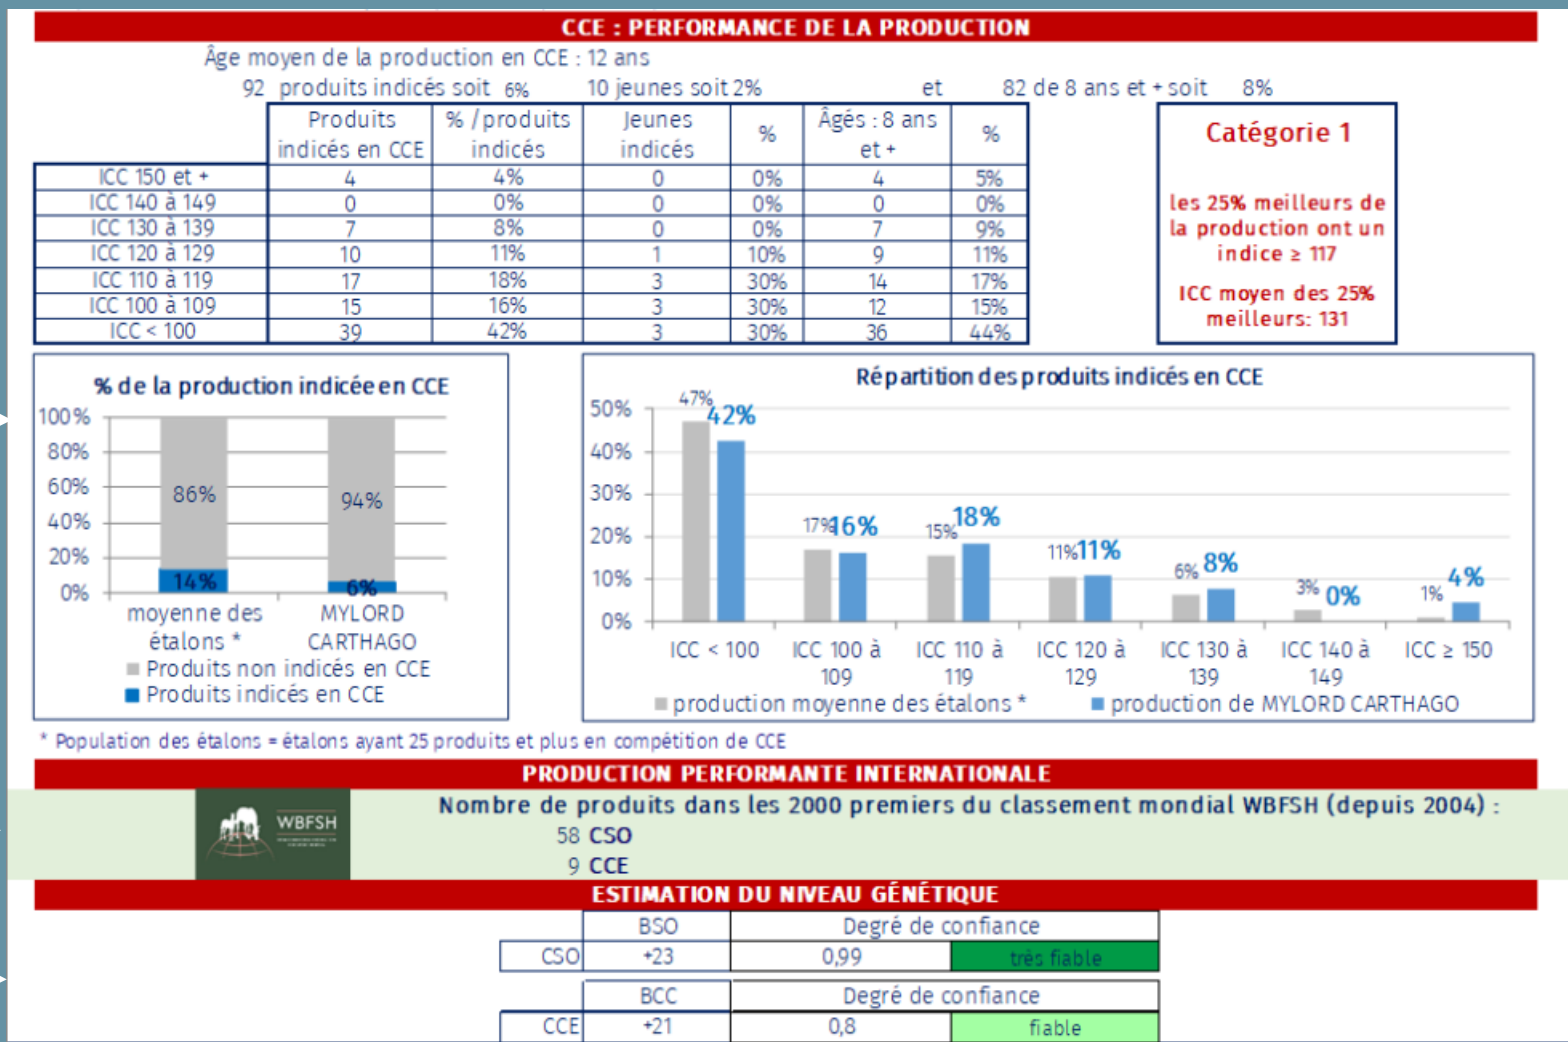 CCE : PERFORMANCE DE LA PRODUCTION
Âge moyen de la production en CCE : 12 ans
92 produits indicés soit 6% 10 jeunes soit 2% et 82 de 8 ans et + soit 8%
Produits indicés en CCE % / produits indicés Jeunes indicés % Âgés : 8 ans et + %
ICC 150 et + 4 4% 0 0% 4 5%
ICC 140 à 149 0 0% 0 0% 0 0%
ICC 130 à 139 7 8% 0 0% 7 9%
ICC 120 à 129 10 11% 1 10% 9 11%
ICC 110 à 119 17 18% 3 30% 14 17%
ICC 100 à 109 15 16% 3 30% 12 15%
ICC < 100 39 42% 3 30% 36 44%
Catégorie 1
les 25% meilleurs de
la production ont un
indice ≥ 117
ICC moyen des 25%
meilleurs: 131
% de la production indicée en CCE
100%
80%
60%
40%
20%
0%
86%
94%
14%
6%
moyenne des étalons *
MYLORD CARTHAGO
Produits non indicés en CCE
Produits indicés en CCE
Répartition des produits indicés en CCE
50%
40%
30%
20%
10%
0%
47% 42%
17% 16%
15% 18%
11% 11%
6% 8%
3% 0%
1% 4%
ICC < 100
ICC 100 à 109
ICC 110 à 119
ICC 120 à 129
ICC 130 à 139
ICC 140 à 149
ICC ≥ 150
production moyenne des étalons *
production de MYLORD CARTHAGO
* Population des étalons = étalons ayant 25 produits et plus en compétition de CCE
PRODUCTION PERFORMANTE INTERNATIONALE
WBFSH
Nombre de produits dans les 2000 premiers du classement mondial WBFSH (depuis 2004) :
58 CSO
9 CCE
ESTIMATION DU NIVEAU GÉNÉTIQUE
BSO Degré de confiance
CSO +23 0,99 très fiable
BCC Degré de confiance
CCE +21 0,8 fiable